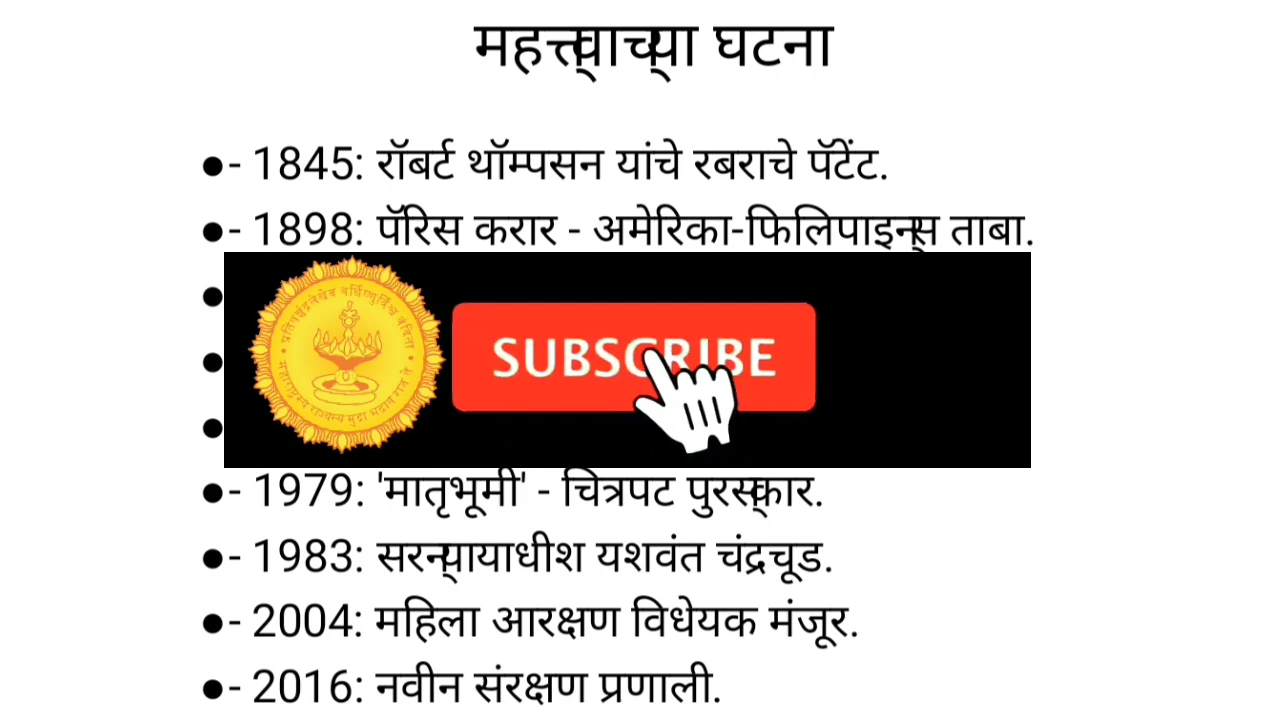 महत्त्वाच्या घटना
●- 1845: रॉबर्ट थॉम्पसन यांचे रबराचे पॅटेंट.
●- 1898: पॅरिस करार - अमेरिका-फिलिपाइन्स ताबा.
●
●
●
SUBSCRIBE
●- 1979: 'मातृभूमी' - चित्रपट पुरस्कार.
●- 1983: सरन्यायाधीश यशवंत चंद्रचूड.
●- 2004: महिला आरक्षण विधेयक मंजूर.
●- 2016: नवीन संरक्षण प्रणाली.